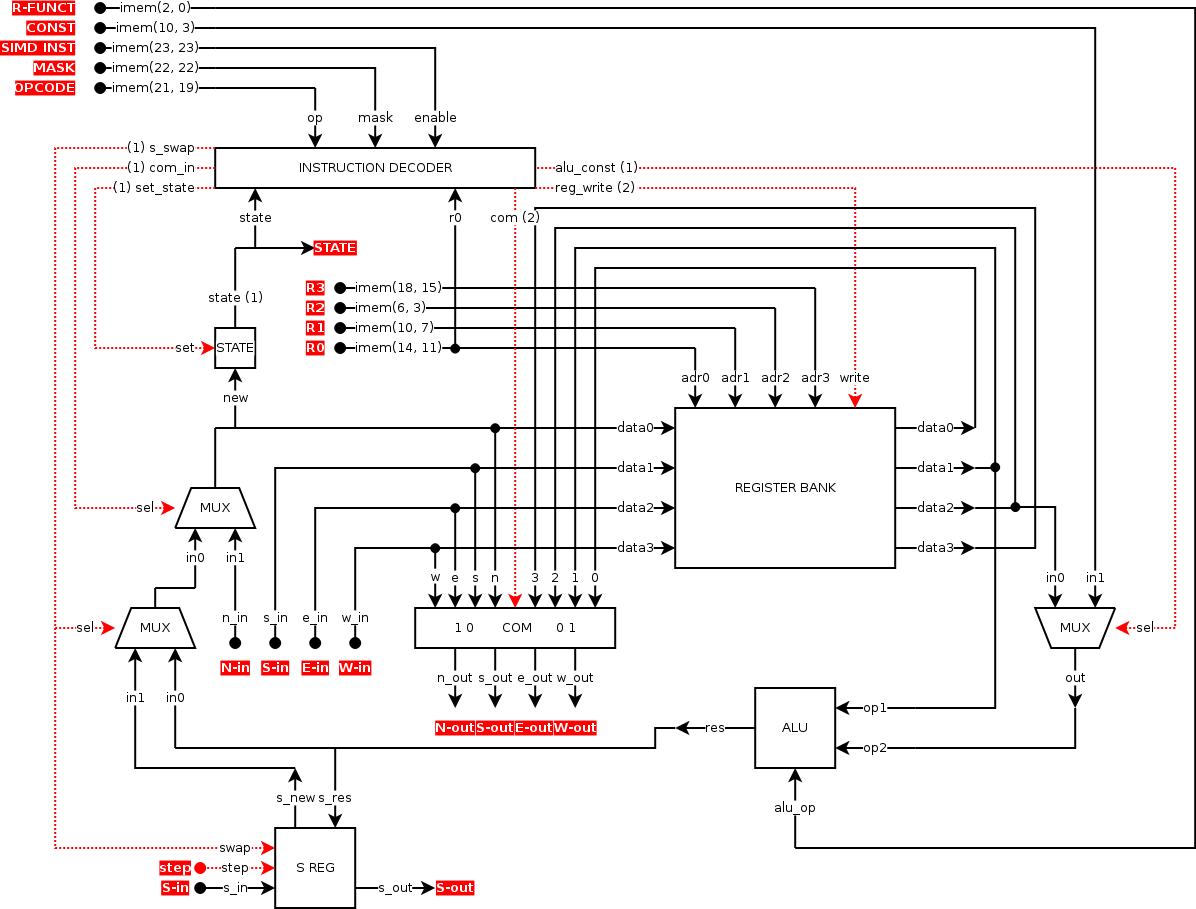 R-FUNCT imem(2, 0)
CONST imem(10, 3)
SIMD INST imem(23, 23)
MASK imem(22, 22)
OPCODE imem(21, 19)
op mask enable
(1) s_swap
(1) com_in INSTRUCTION DECODER alu_const (1)
(1) set_state reg_write (2)
state r0 com (2)
STATE
R3 imem(18, 15)
state (1)
R2 imem(6, 3)
R1 imem(10, 7)
set STATE R0 imem(14, 11)
adr0 adr1 adr2 adr3 write
new
data0 data0
data1 data1
REGISTER BANK
sel MUX data2 data2
in0 in1 data3 data3
w e s n 3 2 1 0 in0 in1
n_in s_in e_in w_in
sel MUX 1 0 COM 0 1 MUX sel
N-in S-in E-in W-in
n_out s_out e_out w_out out
in1 in0
op1
N-out S-out E-out W-out res ALU
op2
s_new s_res
alu_op
swap
step step S REG
S-in s_in s_out S-out